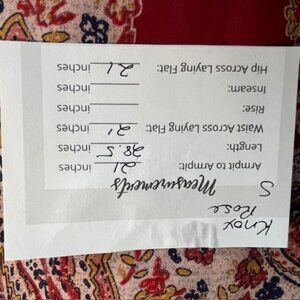 Knox
Rose
S
Measurements
Armpit to Armpit: 21 inches
Length: 28.5 inches
Waist Across Laying Flat: 21 inches
Rise: inches
Inseam: inches
Hip Across Laying Flat: 21 inches